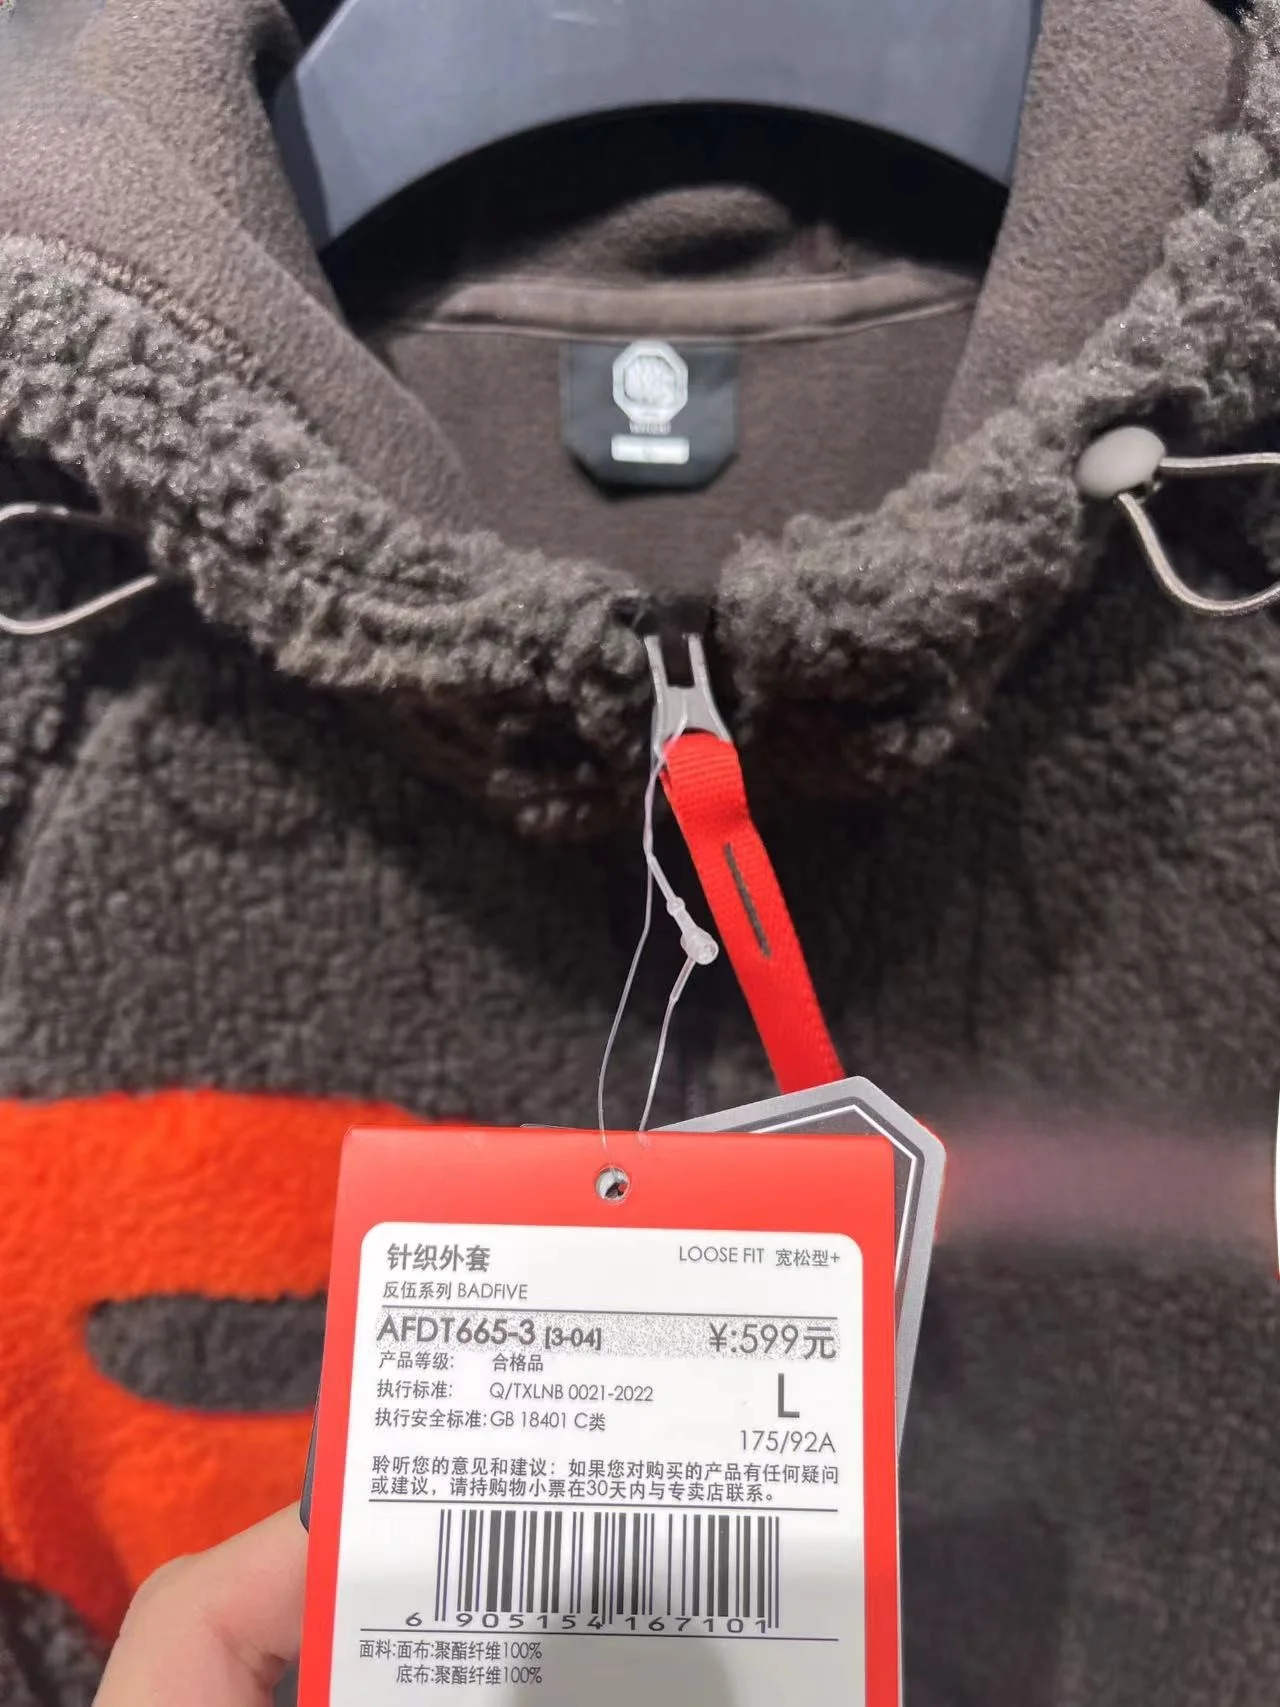 针织外套
LOOSE FIT 宽松型+
反伍系列 BADFIVE
AFDT665-3 [3-04]
¥:599元
产品等级: 合格品
执行标准: Q/TXLNB 0021-2022
L
执行安全标准:GB 18401 C类
175/92A
聆听您的意见和建议：如果您对购买的产品有任何疑问
或建议，请持购物小票在30天内与专卖店联系。
6 905154 167101
面料:面布:聚酯纤维100%
底布:聚酯纤维100%